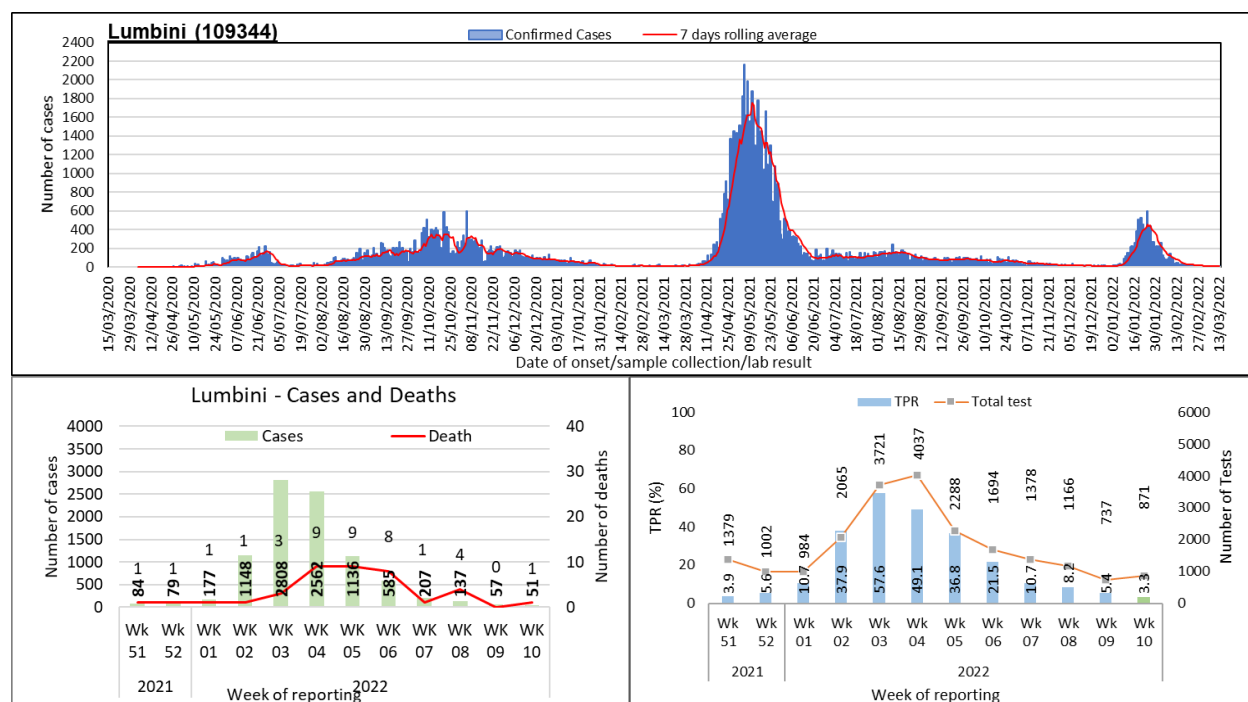 Lumbini (109344)
Confirmed Cases 7 days rolling average
Number of cases
2400
2200
2000
1800
1600
1400
1200
1000
800
600
400
200
0
15/03/2020 29/03/2020 12/04/2020 26/04/2020 10/05/2020 24/05/2020 07/06/2020 21/06/2020 05/07/2020 19/07/2020 02/08/2020 16/08/2020 30/08/2020 13/09/2020 27/09/2020 11/10/2020 25/10/2020 08/11/2020 22/11/2020 06/12/2020 20/12/2020 03/01/2021 17/01/2021 31/01/2021 14/02/2021 28/02/2021 14/03/2021 28/03/2021 11/04/2021 25/04/2021 09/05/2021 23/05/2021 06/06/2021 20/06/2021 04/07/2021 18/07/2021 01/08/2021 15/08/2021 29/08/2021 12/09/2021 26/09/2021 10/10/2021 24/10/2021 07/11/2021 21/11/2021 05/12/2021 19/12/2021 02/01/2022 16/01/2022 30/01/2022 13/02/2022 27/02/2022 13/03/2022
Date of onset/sample collection/lab result
Lumbini - Cases and Deaths
Cases Death
Number of cases
4000
3500
3000
2500
2000
1500
1000
500
0
Number of deaths
40
30
20
10
0
1 1 1 1 3 9 9 8 1 4 0 1
84 79 177 1148 2808 2562 1136 585 207 137 57 51
Wk Wk WK WK WK WK WK WK WK WK WK WK
51 52 01 02 03 04 05 06 07 08 09 10
2021 2022
Week of reporting
TPR Total test
TPR (%)
100
80
60
40
20
0
Number of Tests
6000
5000
4000
3000
2000
1000
0
1379 1002 984 2065 3721 4037 2288 1694 1378 1166 737 871
3.9 5.6 10.7 37.9 57.6 49.1 36.8 21.5 10.7 8.2 5.4 3.3
Wk Wk Wk Wk Wk Wk Wk Wk Wk Wk Wk Wk
51 52 01 02 03 04 05 06 07 08 09 10
2021 2022
Week of reporting